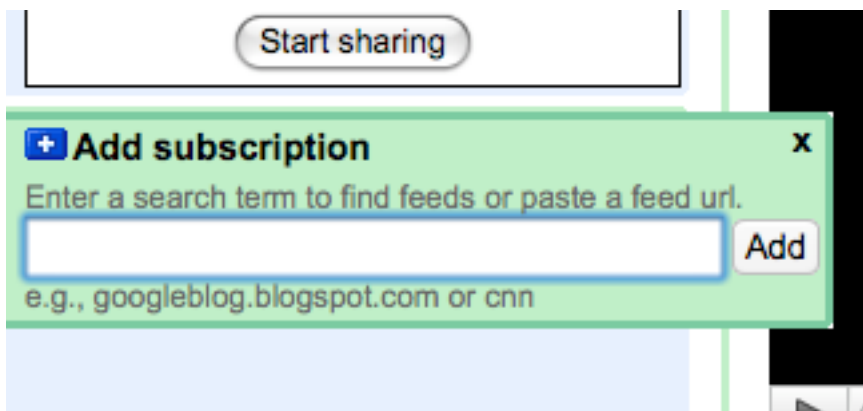 Start sharing
Add subscription x
Enter a search term to find feeds or paste a feed url.
Add
e.g., googleblog.blogspot.com or cnn